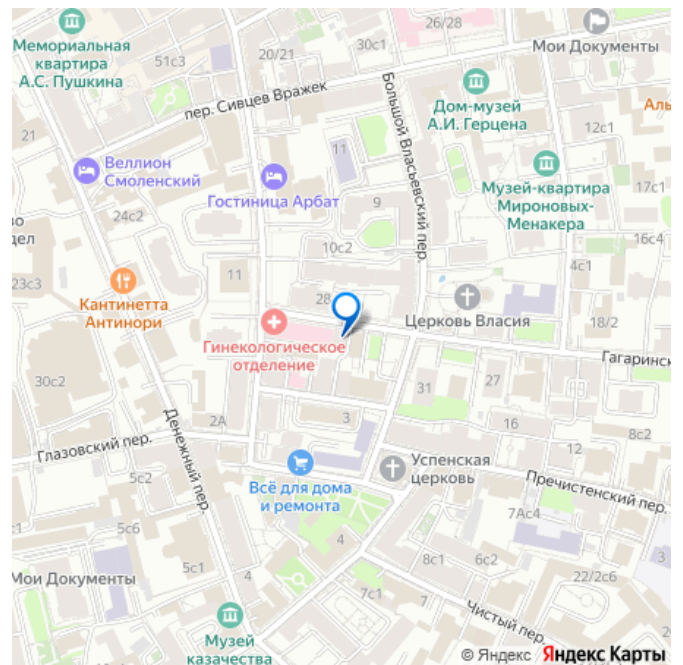 26/28
30с1
Мемориальная
квартира
А.С. Пушкина
51с3
20/21
Мои Документы
пер. Сивцев Вражек
Большой Власьевский пер.
Дом-музей
А.И. Герцена
Аль
12с1
21
11
Веллион
Смоленский
Гостиница Арбат
Музей-квартира
Мироновых-
Менакера
17с1
24с2
9
во
дел
10с2
16с4
4с1
23с3
11
Кантинетта
Антинори
28
Церковь Власия
18/2
Гинекологическое
отделение
Гагаринск
30с2
31
27
2А
3
16
8с2
Глазовский пер.
Денежный пер.
12
5с2
Всё для дома
и ремонта
Успенская
церковь
Пречистенский пер.
7Ас4
5с6
4
3
8с1
6с2
5с1
4
22/2с6
Мои Документы
7с1
7
Чистый пер.
Музей
казачества
© Яндекс Яндекс Карты